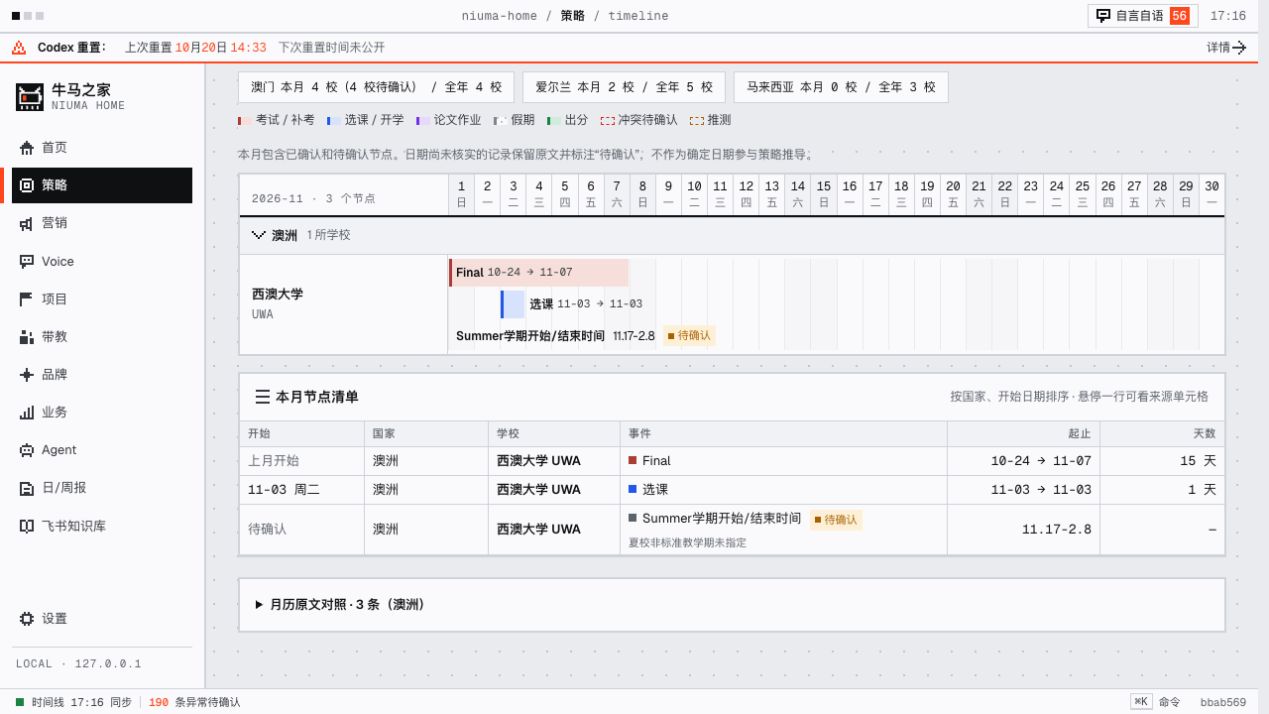 niuma-home / 策略 / timeline
自言自语 56
17:16
Codex 重置： 上次重置 10月20日 14:33 下次重置时间未公开
详情
牛马之家
NIUMA HOME
首页
策略
营销
Voice
项目
带教
品牌
业务
Agent
日/周报
飞书知识库
设置
LOCAL · 127.0.0.1
澳门 本月 4 校（4 校待确认） / 全年 4 校
爱尔兰 本月 2 校 / 全年 5 校
马来西亚 本月 0 校 / 全年 3 校
考试 / 补考 选课 / 开学 论文作业 假期 出分 冲突待确认 推测
本月包含已确认和待确认节点。日期尚未核实的记录保留原文并标注“待确认”；不作为确定日期参与策略推导。
2026-11 · 3 个节点
1 2 3 4 5 6 7 8 9 10 11 12 13 14 15 16 17 18 19 20 21 22 23 24 25 26 27 28 29 30
日 一 二 三 四 五 六 日 一 二 三 四 五 六 日 一 二 三 四 五 六 日 一 二 三 四 五 六 日 一
澳洲 1 所学校
西澳大学
UWA
Final 10-24 → 11-07
选课 11-03 → 11-03
Summer学期开始/结束时间 11.17-2.8 待确认
本月节点清单
按国家、开始日期排序 · 悬停一行可看来源单元格
开始 国家 学校 事件 起止 天数
上月开始 澳洲 西澳大学 UWA Final 10-24 → 11-07 15 天
11-03 周二 澳洲 西澳大学 UWA 选课 11-03 → 11-03 1 天
待确认 澳洲 西澳大学 UWA Summer学期开始/结束时间 待确认 11.17-2.8 —
夏校非标准教学期未指定
月历原文对照 · 3 条（澳洲）
时间线 17:16 同步 190 条异常待确认
⌘K 命令 bbab569